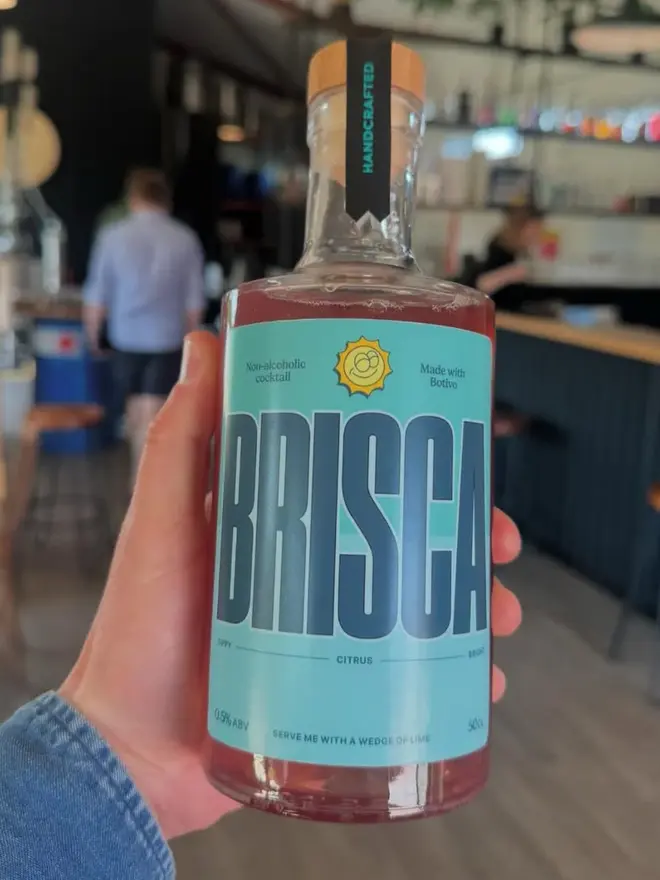 HANDCRAFTED
Non-alcoholic
cocktail
Made with
Botivo
BRISCA
CITRUS
0.5% ABV
50cl
SERVE ME WITH A WEDGE OF LIME